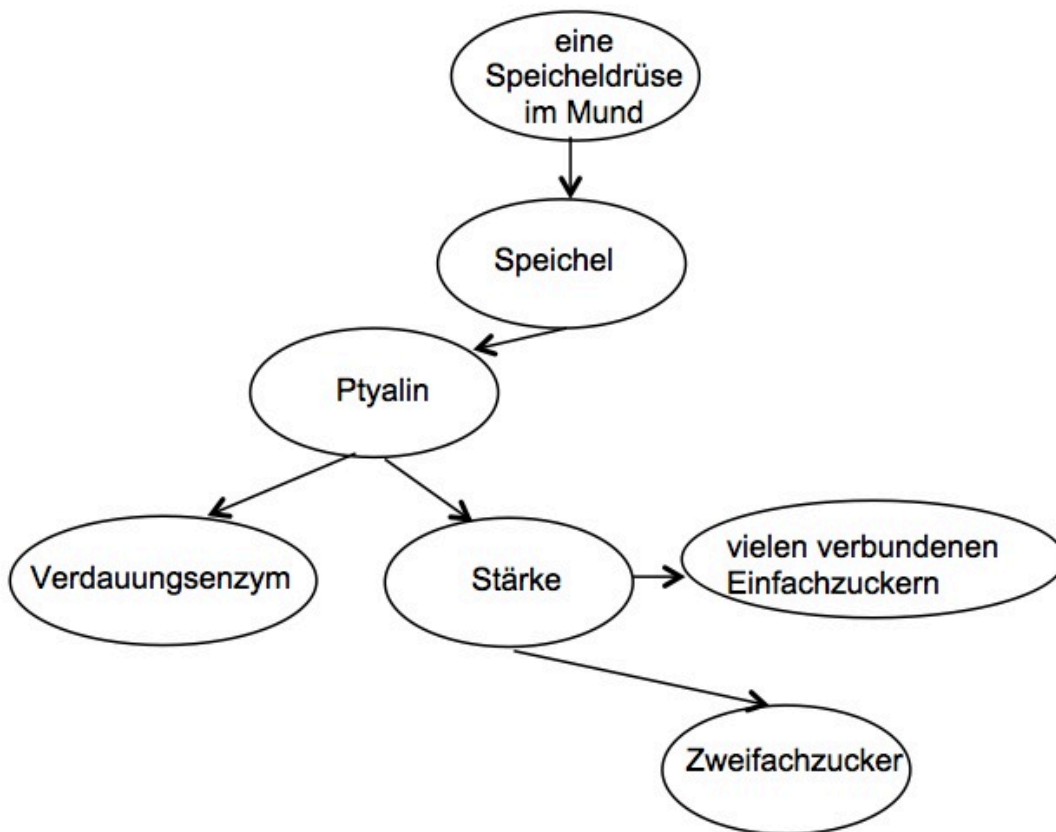 eine
Speicheldrüse
im Mund
Speichel
Ptyalin
Verdauungsenzym
Stärke
vielen verbundenen
Einfachzuckern
Zweifachzucker